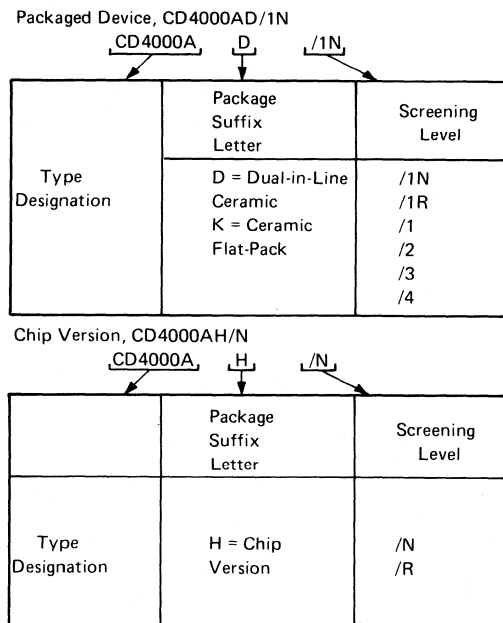 Packaged Device, CD4000AD/1N
CD4000A D /1N
Package
Suffix
Letter
Screening
Level
Type
Designation
D = Dual-in-Line
Ceramic
K = Ceramic
Flat-Pack
/1N
/1R
/1
/2
/3
/4
Chip Version, CD4000AH/N
CD4000A H /N
Package
Suffix
Letter
Screening
Level
Type
Designation
H = Chip
Version
/N
/R